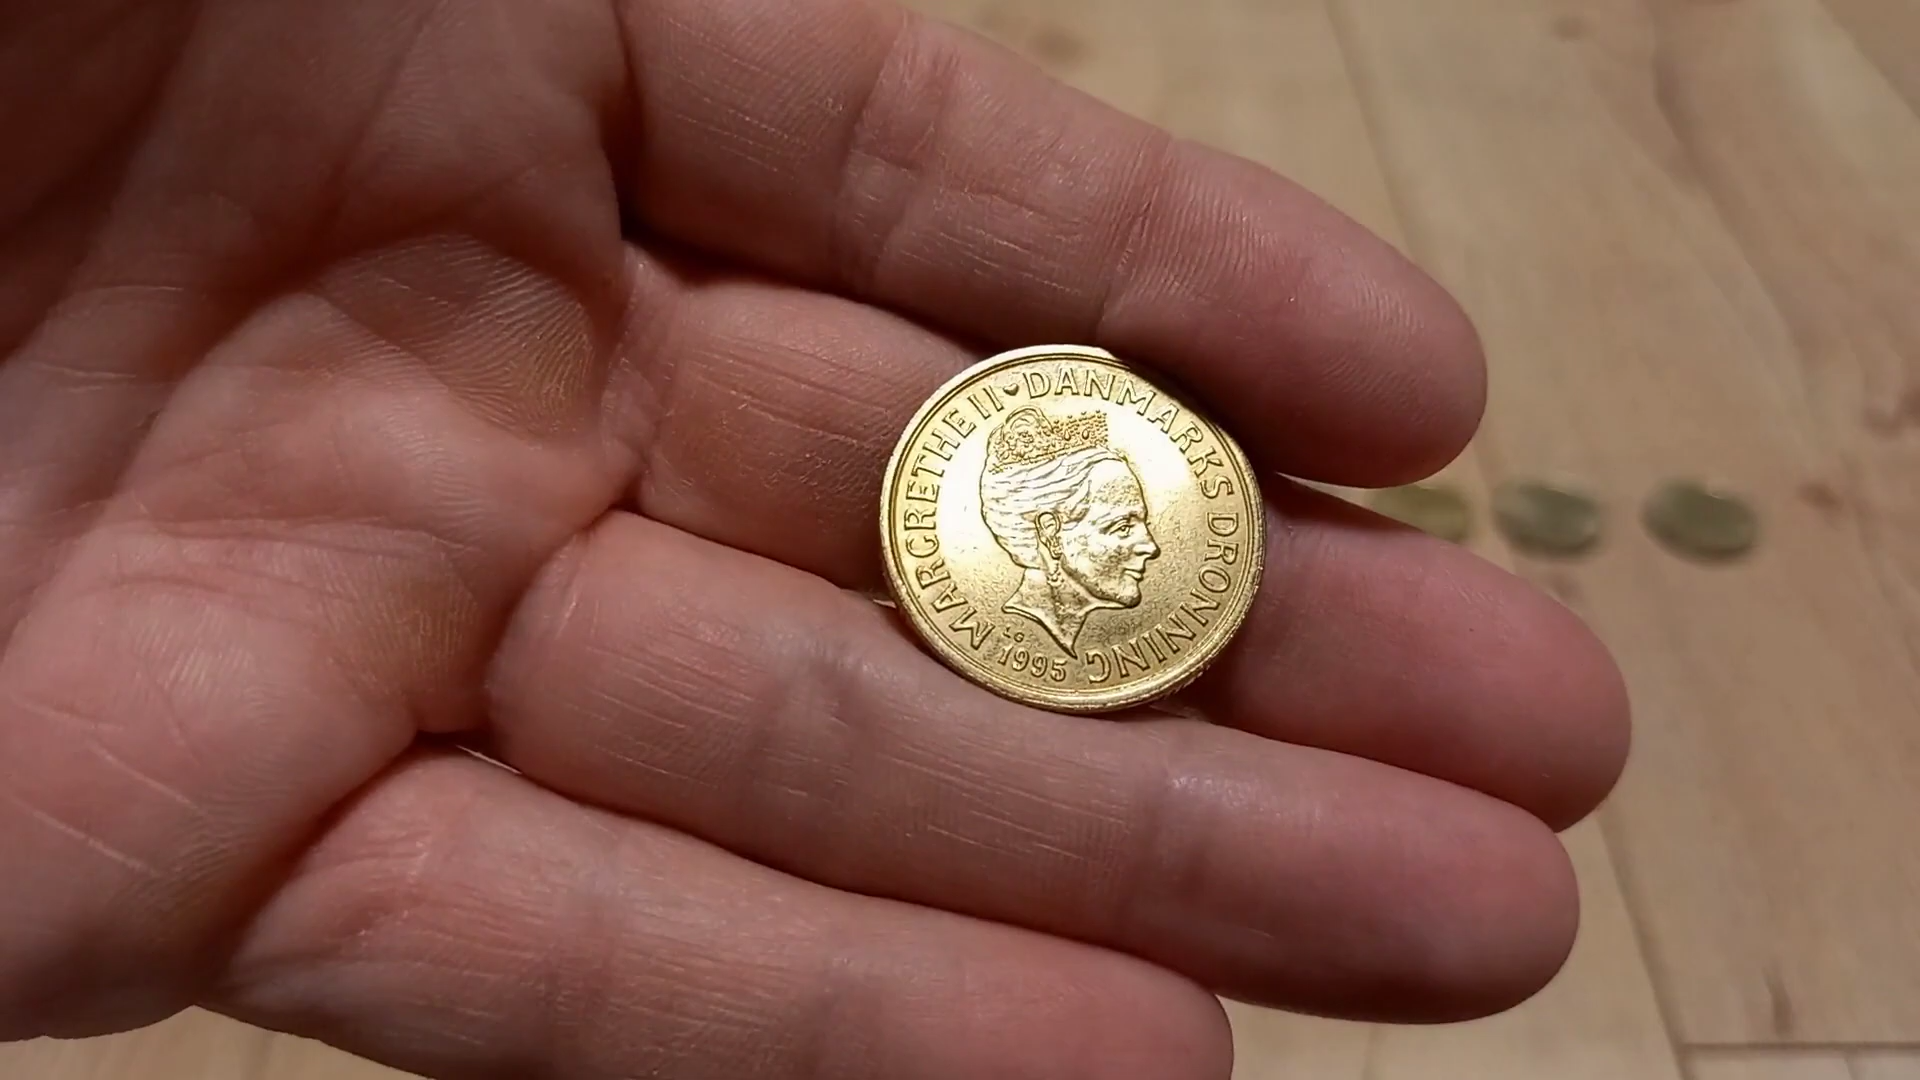 MARGRETHE II ♥ DANMARKS DRONNING
LG
1995